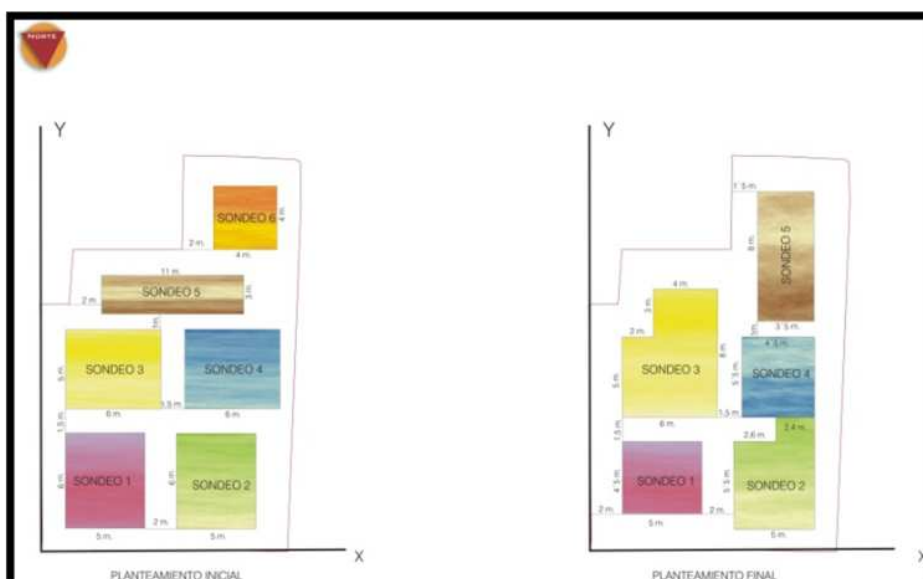 NORTE
Y
SONDEO 6
4 m.
2 m.
4 m.
11 m.
SONDEO 5
3 m.
2 m.
SONDEO 3
SONDEO 4
5 m.
6 m.
1.5 m.
6 m.
1.5 m.
SONDEO 1
6 m.
SONDEO 2
6 m.
5 m.
2 m.
5 m.
X
PLANTEAMIENTO INICIAL
Y
1´5 m.
SONDEO 5
8 m.
3´5 m.
4 m.
3 m.
2 m.
8 m.
SONDEO 3
5 m.
6 m.
1.5 m.
4´5 m.
SONDEO 4
5´5 m.
2.4 m.
2.6 m.
1.5 m.
SONDEO 1
4´5 m.
SONDEO 2
5´5 m.
2 m.
5 m.
2 m.
5 m.
X
PLANTEAMIENTO FINAL